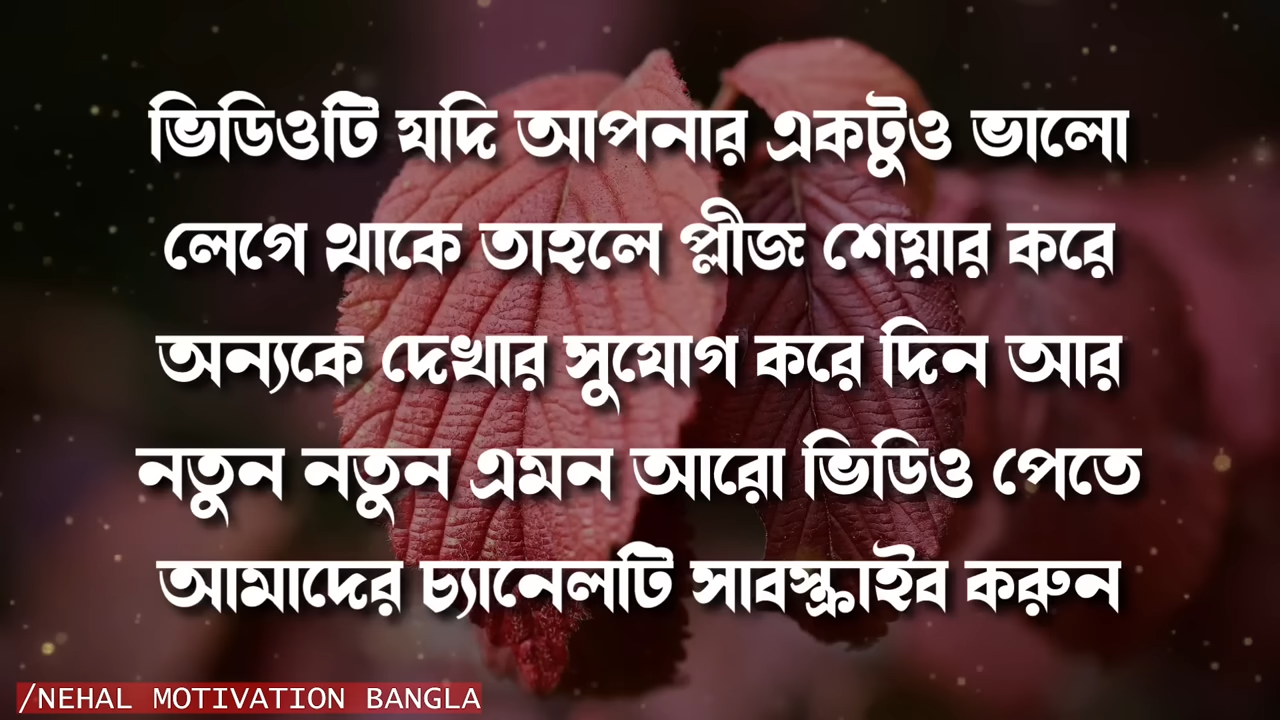 ভিডিওটি যদি আপনার একটুও ভালো
লেগে থাকে তাহলে প্লীজ শেয়ার করে
অন্যকে দেখার সুযোগ করে দিন আর
নতুন নতুন এমন আরো ভিডিও পেতে
আমাদের চ্যানেলটি সাবস্ক্রাইব করুন
/NEHAL MOTIVATION BANGLA